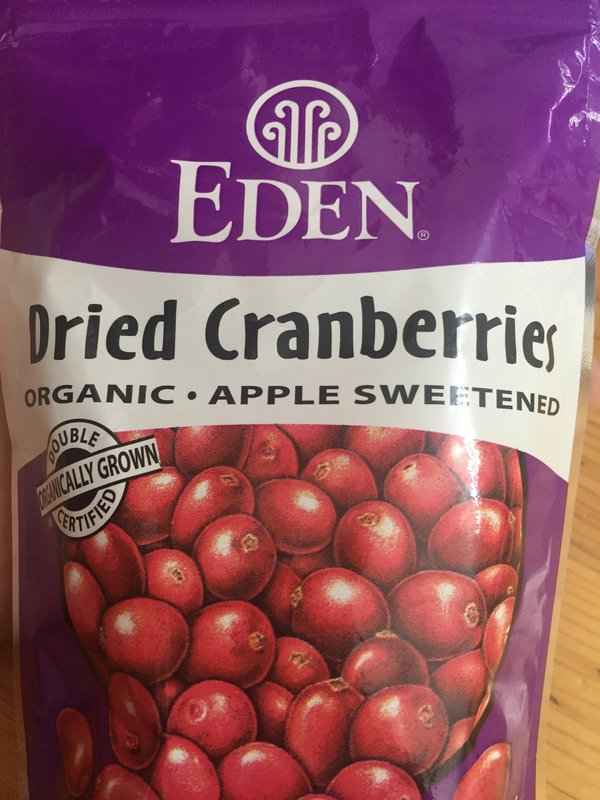 EDEN®
Dried Cranberries
ORGANIC • APPLE SWEETENED
DOUBLE
ORGANICALLY GROWN
CERTIFIED